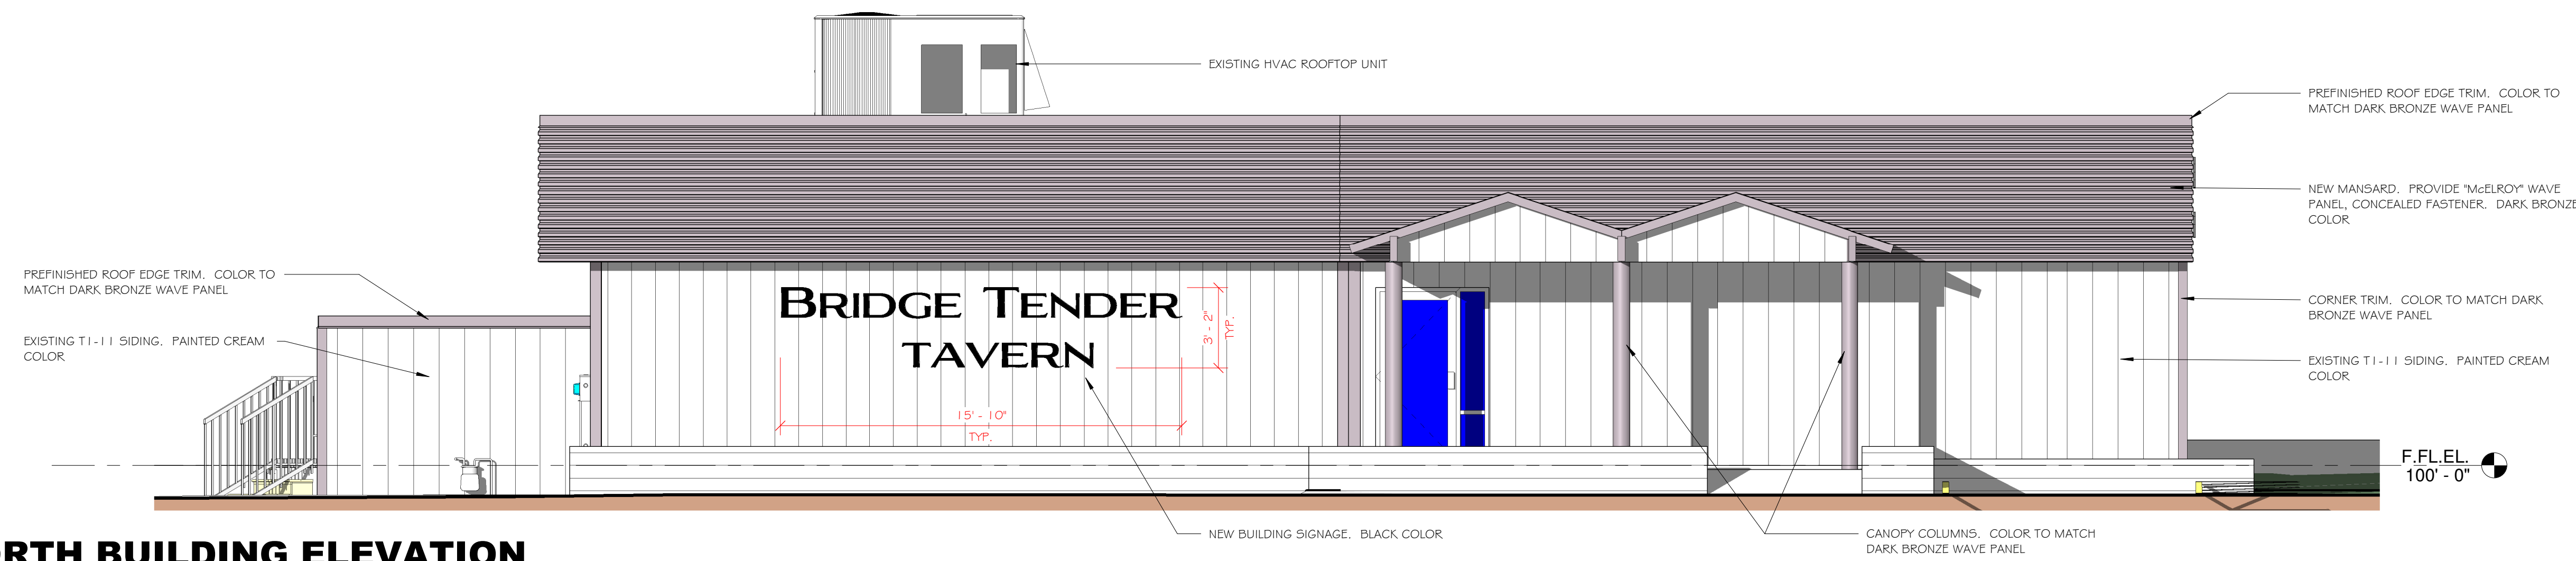 EXISTING HVAC ROOFTOP UNIT
PREFINISHED ROOF EDGE TRIM. COLOR TO
MATCH DARK BRONZE WAVE PANEL
NEW MANSARD. PROVIDE "McELROY" WAVE
PANEL, CONCEALED FASTENER. DARK BRONZE
COLOR
PREFINISHED ROOF EDGE TRIM. COLOR TO
MATCH DARK BRONZE WAVE PANEL
EXISTING T1-11 SIDING. PAINTED CREAM
COLOR
BRIDGE TENDER
TAVERN
3' - 2"
TYP.
15' - 10"
TYP.
CORNER TRIM. COLOR TO MATCH DARK
BRONZE WAVE PANEL
EXISTING T1-11 SIDING. PAINTED CREAM
COLOR
F.FL.EL.
100' - 0"
NEW BUILDING SIGNAGE. BLACK COLOR
CANOPY COLUMNS. COLOR TO MATCH
DARK BRONZE WAVE PANEL
ORTH BUILDING ELEVATION